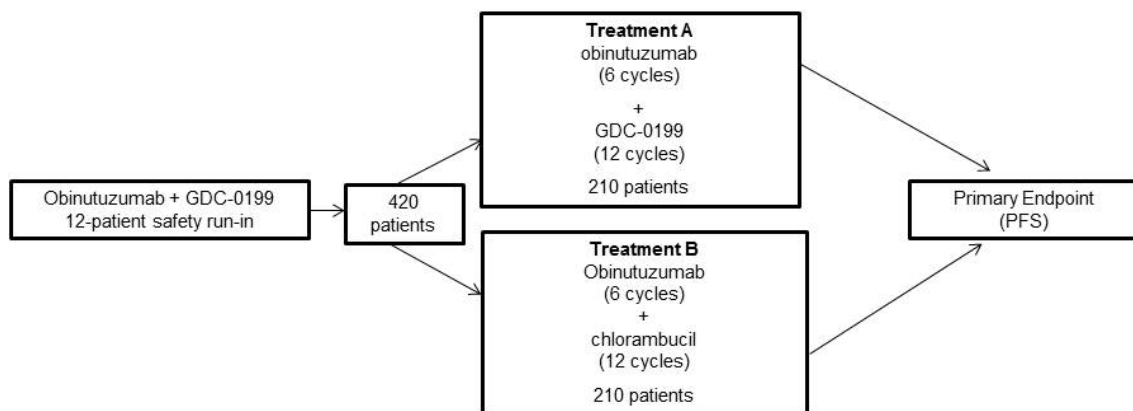 Obinutuzumab + GDC-0199
12-patient safety run-in
420
patients
Treatment A
obinutuzumab
(6 cycles)
+
GDC-0199
(12 cycles)
210 patients
Treatment B
Obinutuzumab
(6 cycles)
+
chlorambucil
(12 cycles)
210 patients
Primary Endpoint
(PFS)